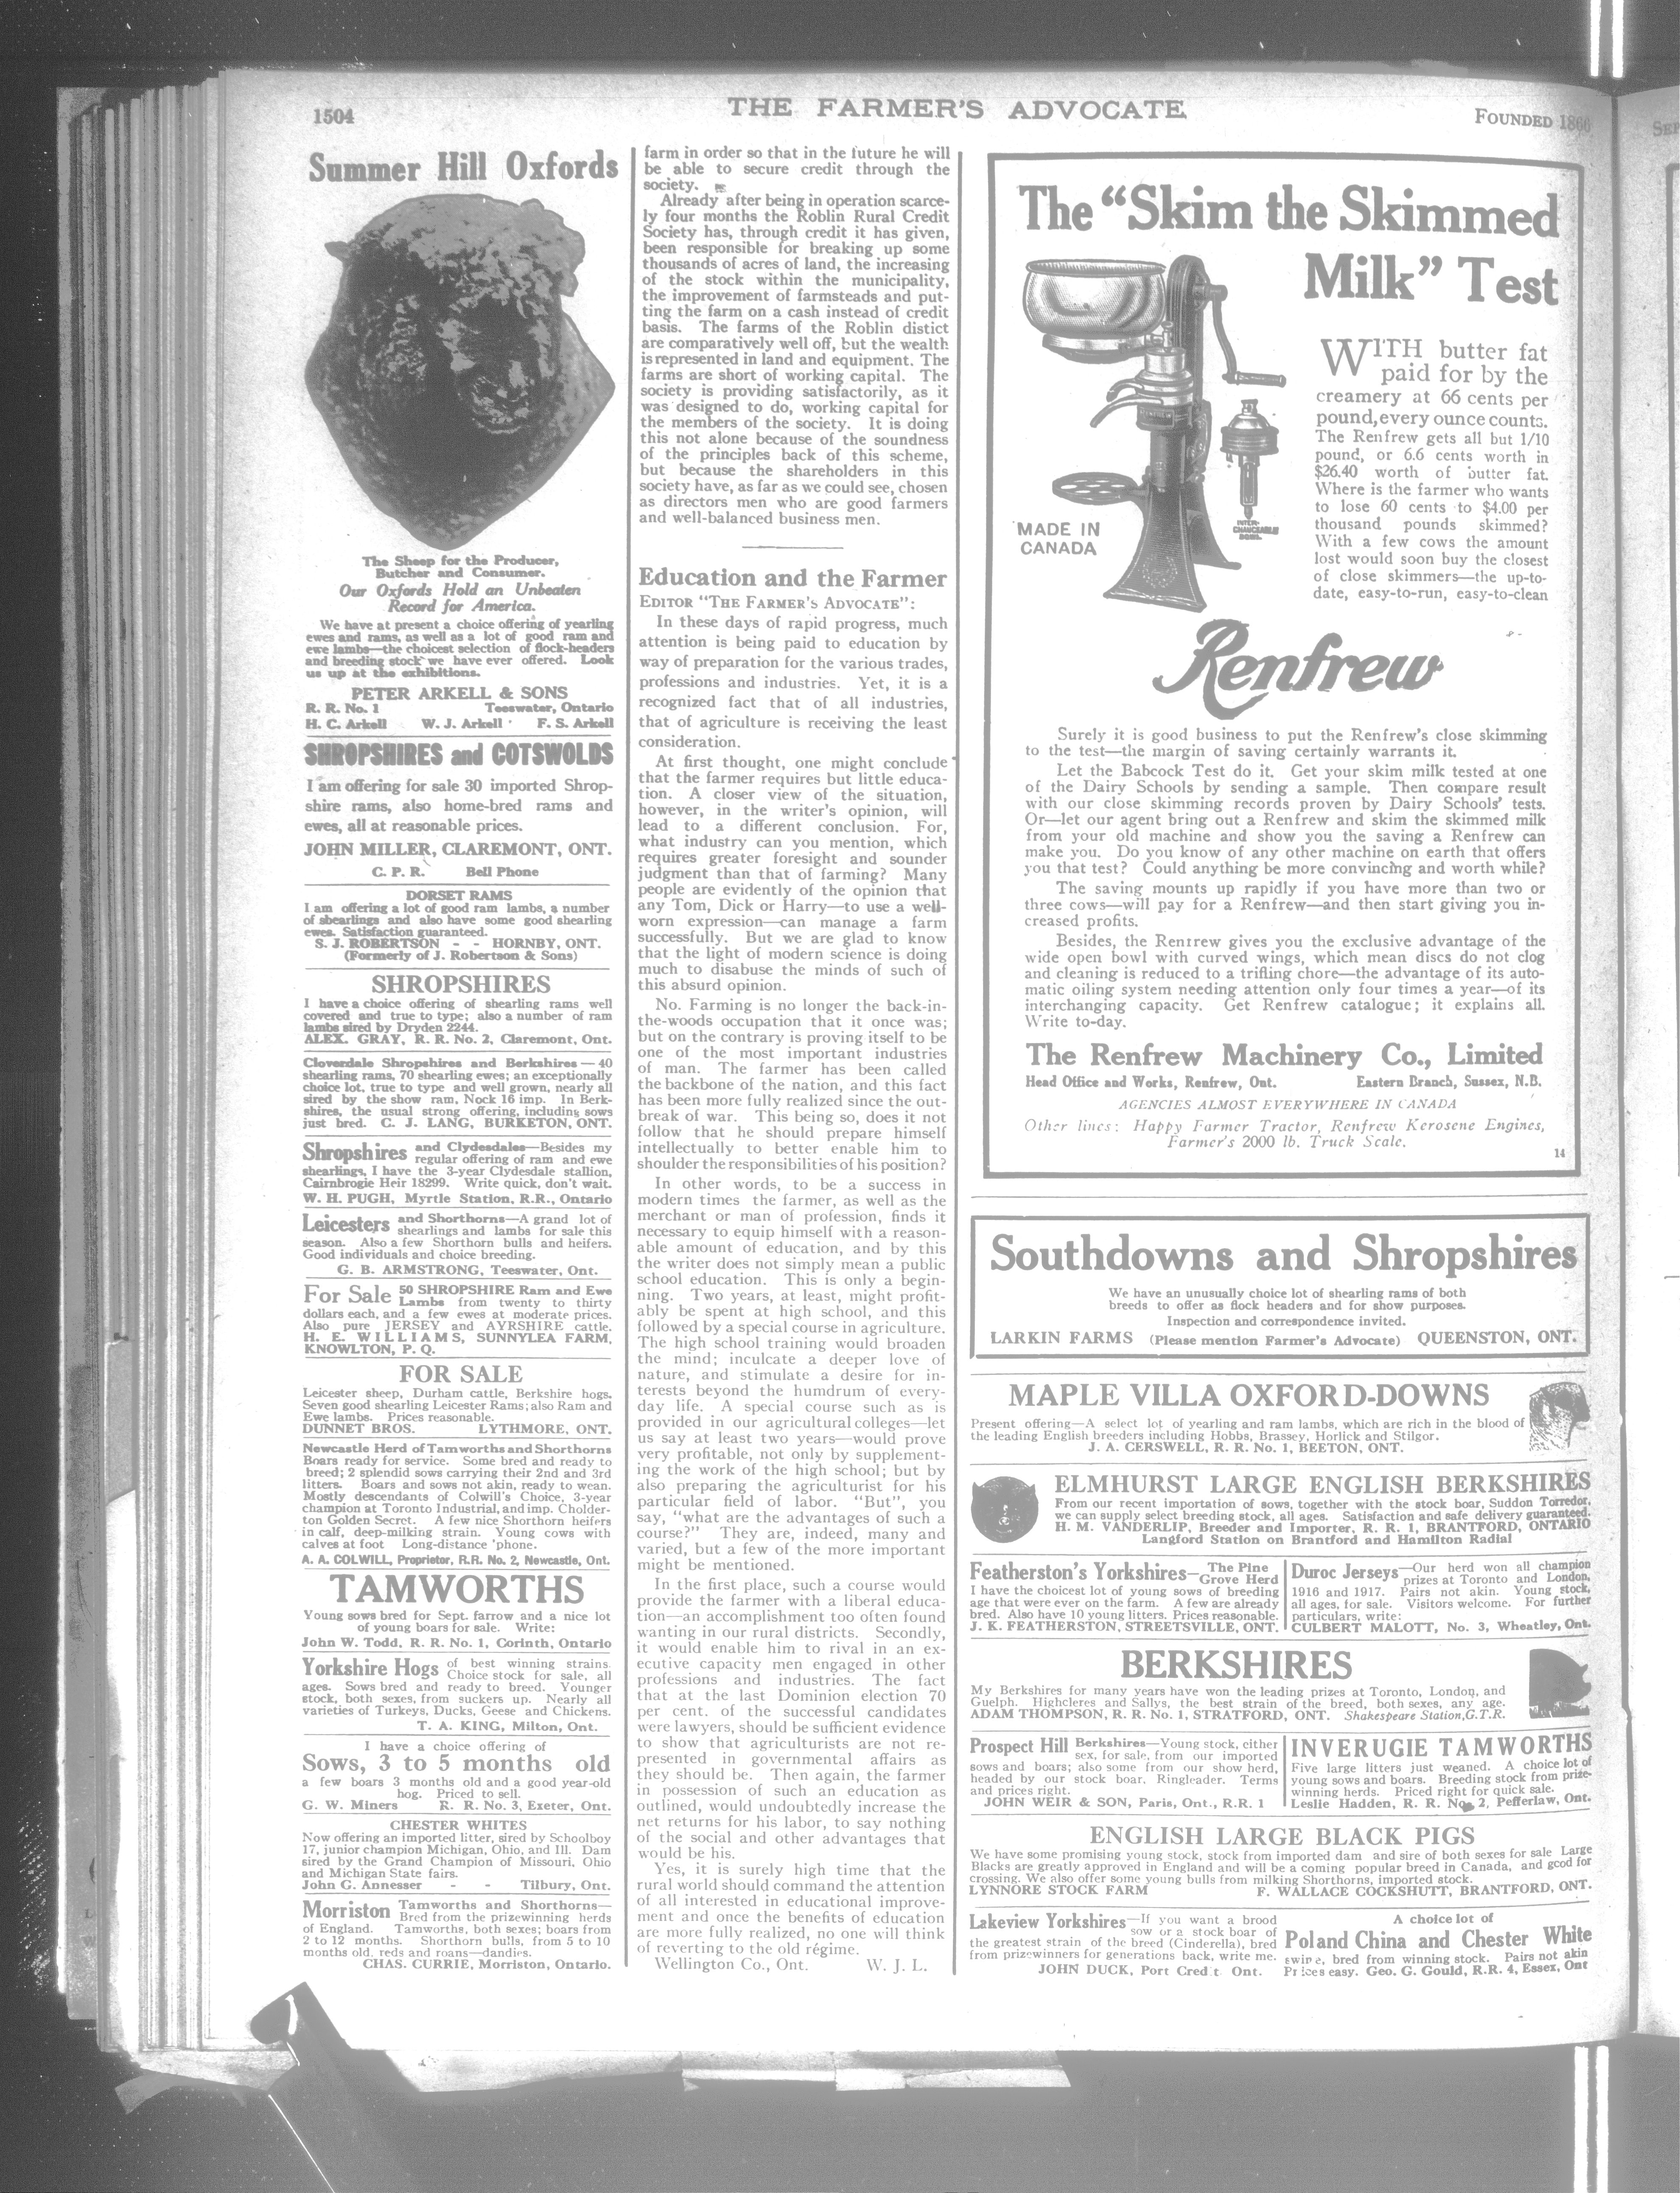 1504
THE FARMER'S ADVOCATE
FOUNDED 1866
Summer Hill Oxfords
The Sheep for the Producer,
Butcher and Consumer.
Our Oxfords Hold an Unbeaten
Record for America.
We have at present a choice offering of yearling
ewes and rams, as well as a lot of good ram and
ewe lambs—the choicest selection of flock-headers
and breeding stock we have ever offered. Look
us up at the exhibitions.
PETER ARKELL & SONS
R. R. No. 1 Teeswater, Ontario
H. C. Arkell W. J. Arkell F. S. Arkell
SHROPSHIRES and COTSWOLDS
I am offering for sale 30 imported Shrop-
shire rams, also home-bred rams and
ewes, all at reasonable prices.
JOHN MILLER, CLAREMONT, ONT.
C. P. R. Bell Phone
DORSET RAMS
I am offering a lot of good ram lambs, a number
of shearlings and also have some good shearling
ewes. Satisfaction guaranteed.
S. J. ROBERTSON - - HORNBY, ONT.
(Formerly of J. Robertson & Sons)
SHROPSHIRES
I have a choice offering of shearling rams well
covered and true to type; also a number of ram
lambs sired by Dryden 2244.
ALEX. GRAY, R. R. No. 2, Claremont, Ont.
Cloverdale Shropshires and Berkshires—40
shearling rams, 70 shearling ewes; an exceptionally
choice lot, true to type and well grown, nearly all
sired by the show ram, Nock 16 imp. In Berk-
shires, the usual strong offering, including sows
just bred. C. J. LANG, BURKETON, ONT.
Shropshires and Clydesdales—Besides my
regular offering of ram and ewe
shearlings, I have the 3-year Clydesdale stallion,
Cairnbrogie Heir 18299. Write quick, don't wait.
W. H. PUGH, Myrtle Station, R.R., Ontario
Leicesters and Shorthorns—A grand lot of
shearlings and lambs for sale this
season. Also a few Shorthorn bulls and heifers.
Good individuals and choice breeding.
G. B. ARMSTRONG, Teeswater, Ont.
For Sale 50 SHROPSHIRE Ram and Ewe
Lambs from twenty to thirty
dollars each, and a few ewes at moderate prices.
Also pure JERSEY and AYRSHIRE cattle.
H. E. WILLIAMS, SUNNYLEA FARM,
KNOWLTON, P. Q.
FOR SALE
Leicester sheep, Durham cattle, Berkshire hogs.
Seven good shearling Leicester Rams; also Ram and
Ewe lambs. Prices reasonable.
DUNNET BROS. LYTHMORE, ONT.
Newcastle Herd of Tamworths and Shorthorns
Boars ready for service. Some bred and ready to
breed; 2 splendid sows carrying their 2nd and 3rd
litters. Boars and sows not akin, ready to wean.
Mostly descendants of Colwill's Choice, 3-year
champion at Toronto Industrial, and imp. Cholder-
ton Golden Secret. A few nice Shorthorn heifers
in calf, deep-milking strain. Young cows with
calves at foot Long-distance 'phone.
A. A. COLWILL, Proprietor, R.R. No. 2, Newcastle, Ont.
TAMWORTHS
Young sows bred for Sept. farrow and a nice lot
of young boars for sale. Write:
John W. Todd, R. R. No. 1, Corinth, Ontario
Yorkshire Hogs of best winning strains.
Choice stock for sale, all
ages. Sows bred and ready to breed. Younger
stock, both sexes, from suckers up. Nearly all
varieties of Turkeys, Ducks, Geese and Chickens.
T. A. KING, Milton, Ont.
I have a choice offering of
Sows, 3 to 5 months old
a few boars 3 months old and a good year-old
hog. Priced to sell.
G. W. Miners R. R. No. 3, Exeter, Ont.
CHESTER WHITES
Now offering an imported litter, sired by Schoolboy
17, junior champion Michigan, Ohio, and Ill. Dam
sired by the Grand Champion of Missouri, Ohio
and Michigan State fairs.
John G. Annesser - - Tilbury, Ont.
Morriston Tamworths and Shorthorns—
Bred from the prizewinning herds
of England. Tamworths, both sexes; boars from
2 to 12 months. Shorthorn bulls, from 5 to 10
months old, reds and roans—dandies.
CHAS. CURRIE, Morriston, Ontario.
farm in order so that in the future he will
be able to secure credit through the
society.
Already after being in operation scarce-
ly four months the Roblin Rural Credit
Society has, through credit it has given,
been responsible for breaking up some
thousands of acres of land, the increasing
of the stock within the municipality,
the improvement of farmsteads and put-
ting the farm on a cash instead of credit
basis. The farms of the Roblin distict
are comparatively well off, but the wealth
is represented in land and equipment. The
farms are short of working capital. The
society is providing satisfactorily, as it
was designed to do, working capital for
the members of the society. It is doing
this not alone because of the soundness
of the principles back of this scheme,
but because the shareholders in this
society have, as far as we could see, chosen
as directors men who are good farmers
and well-balanced business men.
Education and the Farmer
EDITOR "THE FARMER'S ADVOCATE":
In these days of rapid progress, much
attention is being paid to education by
way of preparation for the various trades,
professions and industries. Yet, it is a
recognized fact that of all industries,
that of agriculture is receiving the least
consideration.
At first thought, one might conclude
that the farmer requires but little educa-
tion. A closer view of the situation,
however, in the writer's opinion, will
lead to a different conclusion. For,
what industry can you mention, which
requires greater foresight and sounder
judgment than that of farming? Many
people are evidently of the opinion that
any Tom, Dick or Harry—to use a well-
worn expression—can manage a farm
successfully. But we are glad to know
that the light of modern science is doing
much to disabuse the minds of such of
this absurd opinion.
No. Farming is no longer the back-in-
the-woods occupation that it once was;
but on the contrary is proving itself to be
one of the most important industries
of man. The farmer has been called
the backbone of the nation, and this fact
has been more fully realized since the out-
break of war. This being so, does it not
follow that he should prepare himself
intellectually to better enable him to
shoulder the responsibilities of his position?
In other words, to be a success in
modern times the farmer, as well as the
merchant or man of profession, finds it
necessary to equip himself with a reason-
able amount of education, and by this
the writer does not simply mean a public
school education. This is only a begin-
ning. Two years, at least, might profit-
ably be spent at high school, and this
followed by a special course in agriculture.
The high school training would broaden
the mind; inculcate a deeper love of
nature, and stimulate a desire for in-
terests beyond the humdrum of every-
day life. A special course such as is
provided in our agricultural colleges—let
us say at least two years—would prove
very profitable, not only by supplement-
ing the work of the high school; but by
also preparing the agriculturist for his
particular field of labor. "But", you
say, "what are the advantages of such a
course?" They are, indeed, many and
varied, but a few of the more important
might be mentioned.
In the first place, such a course would
provide the farmer with a liberal educa-
tion—an accomplishment too often found
wanting in our rural districts. Secondly,
it would enable him to rival in an ex-
ecutive capacity men engaged in other
professions and industries. The fact
that at the last Dominion election 70
per cent. of the successful candidates
were lawyers, should be sufficient evidence
to show that agriculturists are not re-
presented in governmental affairs as
they should be. Then again, the farmer
in possession of such an education as
outlined, would undoubtedly increase the
net returns for his labor, to say nothing
of the social and other advantages that
would be his.
Yes, it is surely high time that the
rural world should command the attention
of all interested in educational improve-
ment and once the benefits of education
are more fully realized, no one will think
of reverting to the old régime.
Wellington Co., Ont. W. J. L.
The "Skim the Skimmed
Milk" Test
MADE IN
CANADA
INTER-
CHANGEABLE
BOWL
WITH butter fat
paid for by the
creamery at 66 cents per
pound, every ounce counts.
The Renfrew gets all but 1/10
pound, or 6.6 cents worth in
$26.40 worth of butter fat.
Where is the farmer who wants
to lose 60 cents to $4.00 per
thousand pounds skimmed?
With a few cows the amount
lost would soon buy the closest
of close skimmers—the up-to-
date, easy-to-run, easy-to-clean
Renfrew
Surely it is good business to put the Renfrew's close skimming
to the test—the margin of saving certainly warrants it.
Let the Babcock Test do it. Get your skim milk tested at one
of the Dairy Schools by sending a sample. Then compare result
with our close skimming records proven by Dairy Schools' tests.
Or—let our agent bring out a Renfrew and skim the skimmed milk
from your old machine and show you the saving a Renfrew can
make you. Do you know of any other machine on earth that offers
you that test? Could anything be more convincing and worth while?
The saving mounts up rapidly if you have more than two or
three cows—will pay for a Renfrew—and then start giving you in-
creased profits.
Besides, the Renfrew gives you the exclusive advantage of the
wide open bowl with curved wings, which mean discs do not clog
and cleaning is reduced to a trifling chore—the advantage of its auto-
matic oiling system needing attention only four times a year—of its
interchanging capacity. Get Renfrew catalogue; it explains all.
Write to-day.
The Renfrew Machinery Co., Limited
Head Office and Works, Renfrew, Ont. Eastern Branch, Sussex, N.B.
AGENCIES ALMOST EVERYWHERE IN CANADA
Other lines: Happy Farmer Tractor, Renfrew Kerosene Engines,
Farmer's 2000 lb. Truck Scale.
14
Southdowns and Shropshires
We have an unusually choice lot of shearling rams of both
breeds to offer as flock headers and for show purposes.
Inspection and correspondence invited.
LARKIN FARMS (Please mention Farmer's Advocate) QUEENSTON, ONT.
MAPLE VILLA OXFORD-DOWNS
Present offering—A select lot of yearling and ram lambs, which are rich in the blood of
the leading English breeders including Hobbs, Brassey, Horlick and Stilgor.
J. A. CERSWELL, R. R. No. 1, BEETON, ONT.
ELMHURST LARGE ENGLISH BERKSHIRES
From our recent importation of sows, together with the stock boar, Suddon Torredor,
we can supply select breeding stock, all ages. Satisfaction and safe delivery guaranteed.
H. M. VANDERLIP, Breeder and Importer, R. R. 1, BRANTFORD, ONTARIO
Langford Station on Brantford and Hamilton Radial
Featherston's Yorkshires—The Pine
Grove Herd
I have the choicest lot of young sows of breeding
age that were ever on the farm. A few are already
bred. Also have 10 young litters. Prices reasonable.
J. K. FEATHERSTON, STREETSVILLE, ONT.
Duroc Jerseys—Our herd won all champion
prizes at Toronto and London,
1916 and 1917. Pairs not akin. Young stock,
all ages, for sale. Visitors welcome. For further
particulars, write:
CULBERT MALOTT, No. 3, Wheatley, Ont.
BERKSHIRES
My Berkshires for many years have won the leading prizes at Toronto, London, and
Guelph. Highcleres and Sallys, the best strain of the breed, both sexes, any age.
ADAM THOMPSON, R. R. No. 1, STRATFORD, ONT. Shakespeare Station, G.T.R.
Prospect Hill Berkshires—Young stock, either
sex, for sale, from our imported
sows and boars; also some from our show herd,
headed by our stock boar, Ringleader. Terms
and prices right.
JOHN WEIR & SON, Paris, Ont., R.R. 1
INVERUGIE TAMWORTHS
Five large litters just weaned. A choice lot of
young sows and boars. Breeding stock from prize-
winning herds. Priced right for quick sale.
Leslie Hadden, R. R. No. 2, Pefferlaw, Ont.
ENGLISH LARGE BLACK PIGS
We have some promising young stock, stock from imported dam and sire of both sexes for sale Large
Blacks are greatly approved in England and will be a coming popular breed in Canada, and good for
crossing. We also offer some young bulls from milking Shorthorns, imported stock.
LYNNORE STOCK FARM F. WALLACE COCKSHUTT, BRANTFORD, ONT.
Lakeview Yorkshires—If you want a brood
sow or a stock boar of
the greatest strain of the breed (Cinderella), bred
from prizewinners for generations back, write me.
JOHN DUCK, Port Credit Ont.
A choice lot of
Poland China and Chester White
swine, bred from winning stock. Pairs not akin
Prices easy. Geo. G. Gould, R.R. 4, Essex, Ont